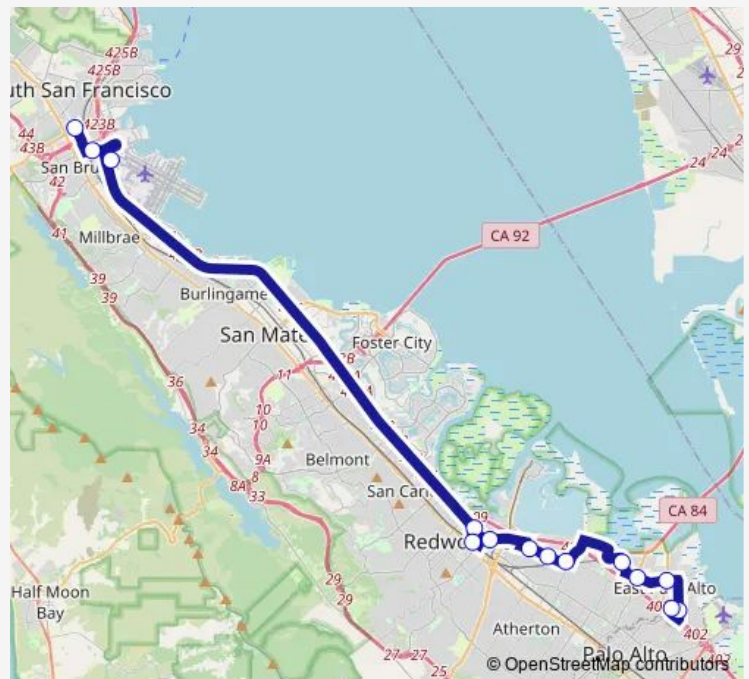 425B
425B
uth San Francisco
423B
44
43B
San Bru
42
24
24
2
29
41
Millbrae
CA 92
39
39
Burlingame
San Mate
Foster City
11
36
10
10
34
34
9A
8
8A
33
Belmont
San Carl
CA 84
Redwo
Half Moon
Bay
29
29
East Palo Alto
402
Atherton
Palo Alto
27
27
25
© OpenStreetMap contributors